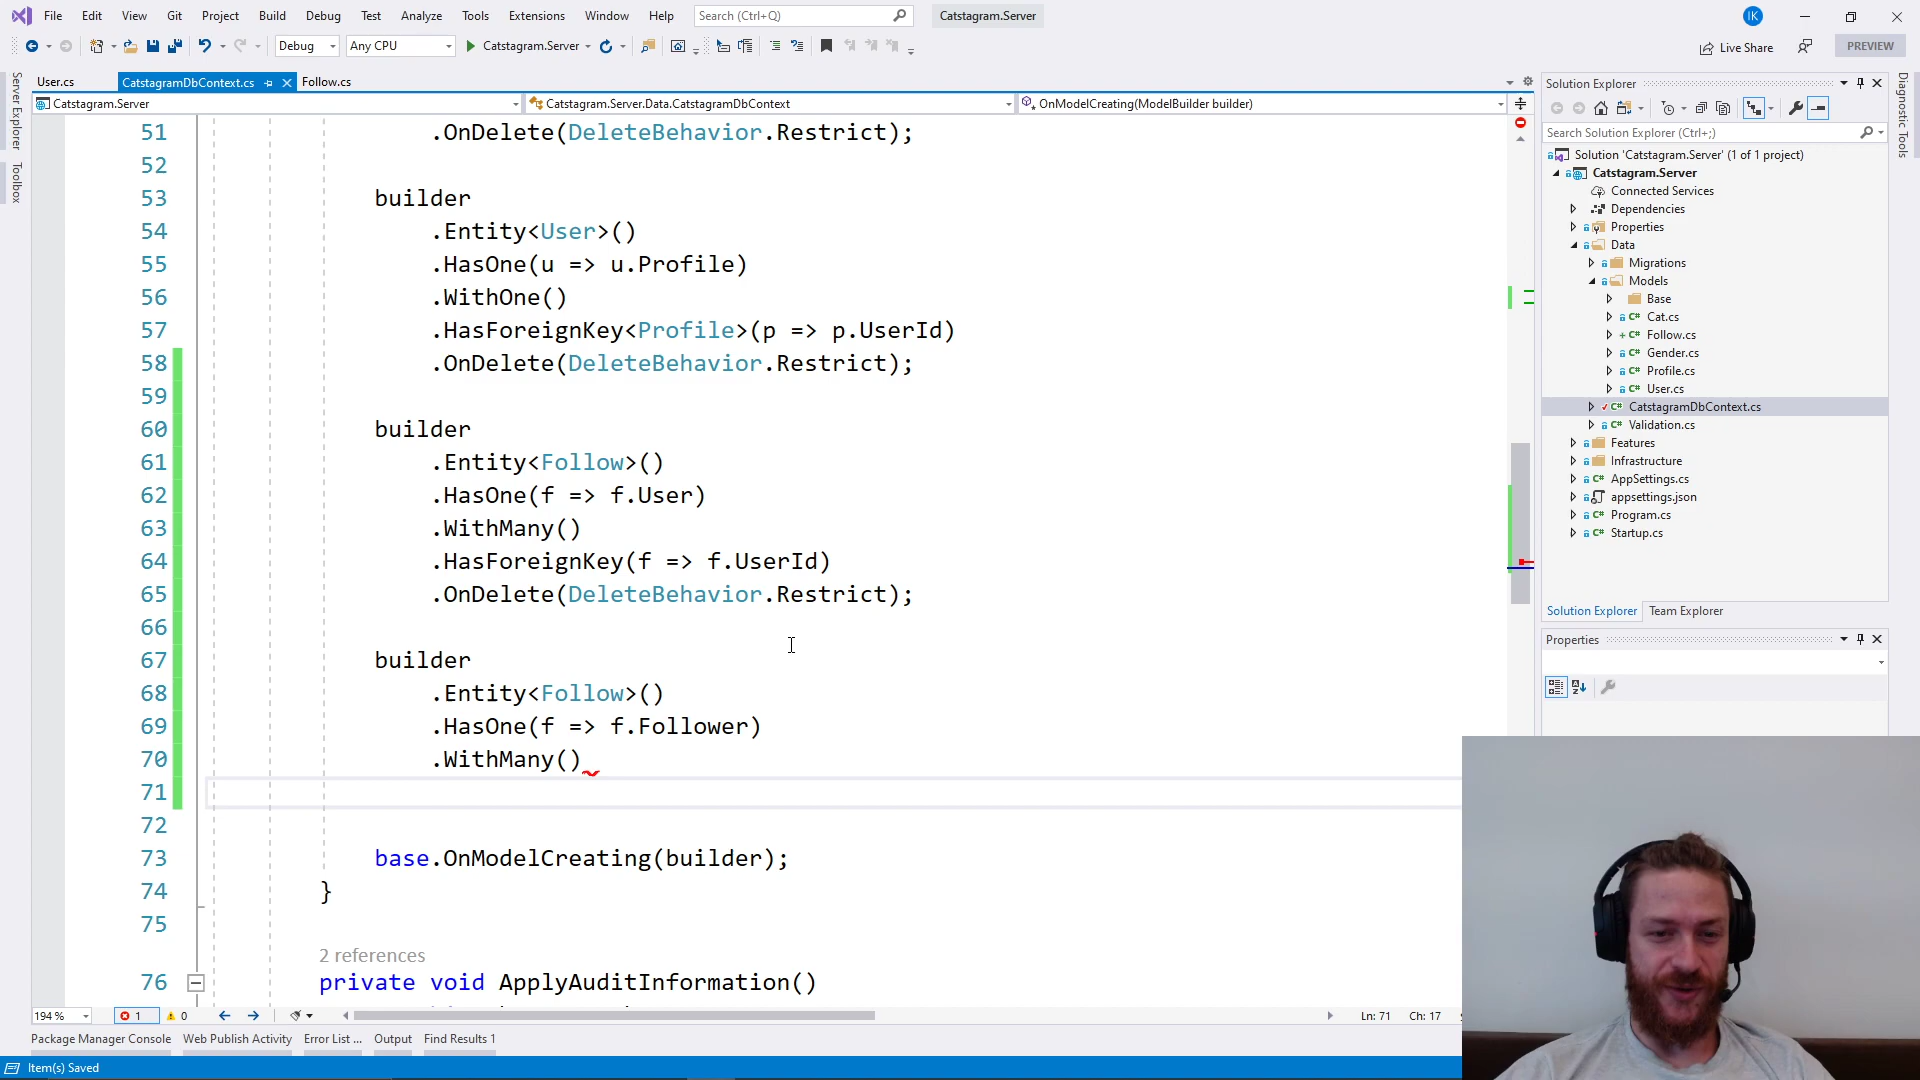 File Edit View Git Project Build Debug Test Analyze Tools Extensions Window Help Search (Ctrl+Q) Catstagram.Server IK
Debug Any CPU Catstagram.Server Live Share PREVIEW
User.cs CatstagramDbContext.cs Follow.cs
Catstagram.Server Catstagram.Server.Data.CatstagramDbContext OnModelCreating(ModelBuilder builder)
Server Explorer
Toolbox
51 .OnDelete(DeleteBehavior.Restrict);
52
53 builder
54 .Entity<User>()
55 .HasOne(u => u.Profile)
56 .WithOne()
57 .HasForeignKey<Profile>(p => p.UserId)
58 .OnDelete(DeleteBehavior.Restrict);
59
60 builder
61 .Entity<Follow>()
62 .HasOne(f => f.User)
63 .WithMany()
64 .HasForeignKey(f => f.UserId)
65 .OnDelete(DeleteBehavior.Restrict);
66
67 builder
68 .Entity<Follow>()
69 .HasOne(f => f.Follower)
70 .WithMany()
71
72
73 base.OnModelCreating(builder);
74 }
75
2 references
76 private void ApplyAuditInformation()
194 % 1 0 Ln: 71 Ch: 17
Package Manager Console Web Publish Activity Error List ... Output Find Results 1
Item(s) Saved
Solution Explorer
Search Solution Explorer (Ctrl+;)
Solution 'Catstagram.Server' (1 of 1 project)
Catstagram.Server
Connected Services
Dependencies
Properties
Data
Migrations
Models
Base
Cat.cs
Follow.cs
Gender.cs
Profile.cs
User.cs
CatstagramDbContext.cs
Validation.cs
Features
Infrastructure
AppSettings.cs
appsettings.json
Program.cs
Startup.cs
Solution Explorer Team Explorer
Properties
Diagnostic Tools